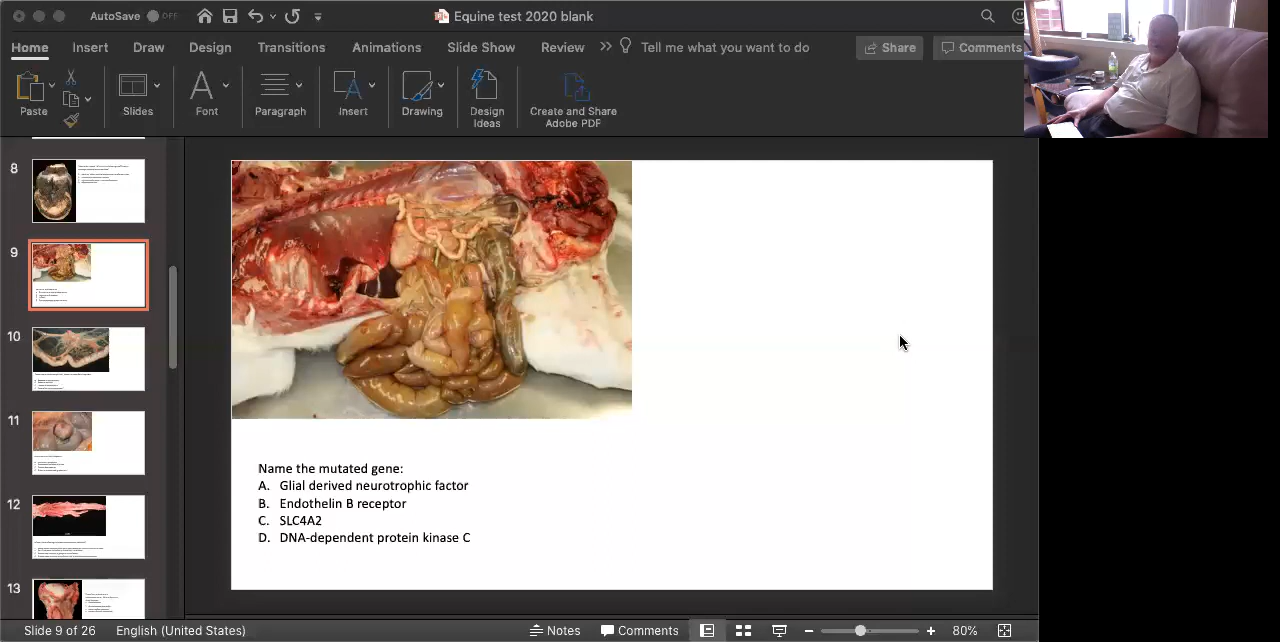 AutoSave OFF
Equine test 2020 blank
Home Insert Draw Design Transitions Animations Slide Show Review >> Tell me what you want to do Share Comments
Paste Slides Font Paragraph Insert Drawing Design Ideas Create and Share Adobe PDF
8
9
10
11
12
13
Name the mutated gene:
A. Glial derived neurotrophic factor
B. Endothelin B receptor
C. SLC4A2
D. DNA-dependent protein kinase C
Slide 9 of 26 English (United States) Notes Comments 80%